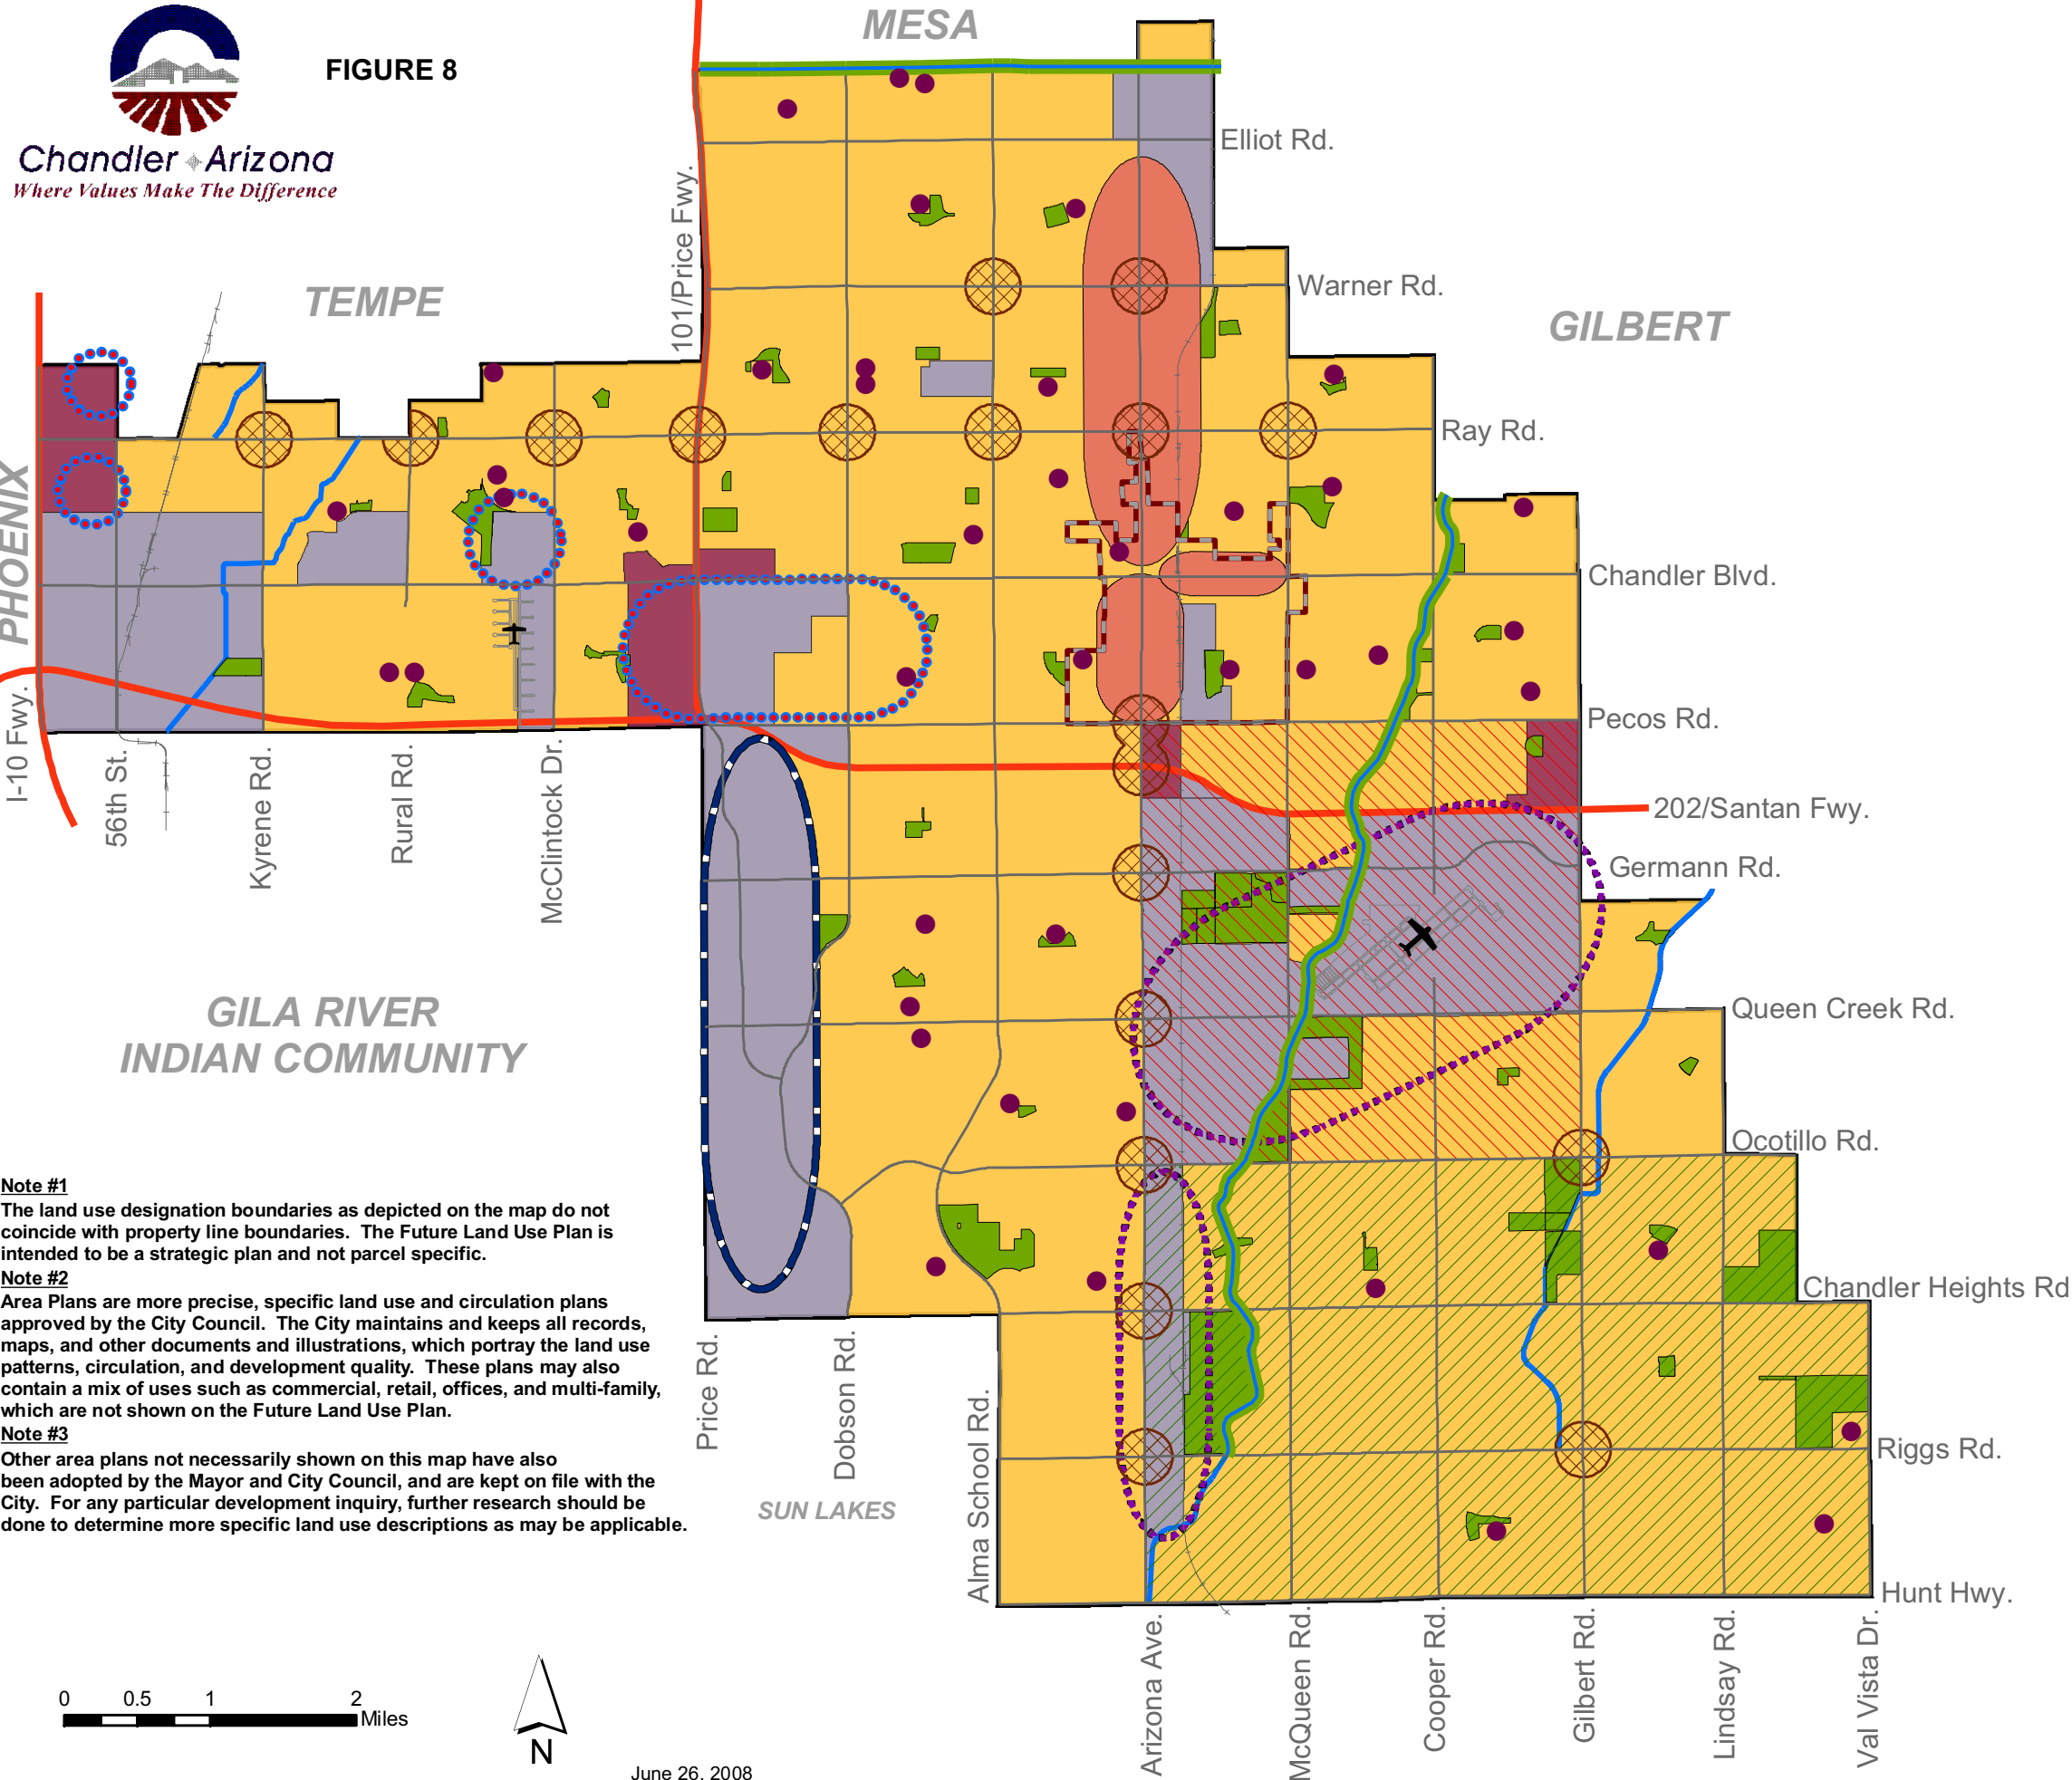 MESA
FIGURE 8
Chandler Arizona
Where Values Make The Difference
Elliot Rd.
101/Price Fwy.
Warner Rd.
TEMPE
GILBERT
Ray Rd.
PHOENIX
Chandler Blvd.
Pecos Rd.
I-10 Fwy.
56th St.
Kyrene Rd.
Rural Rd.
McClintock Dr.
202/Santan Fwy.
Germann Rd.
GILA RIVER
INDIAN COMMUNITY
Queen Creek Rd.
Ocotillo Rd.
Note #1
The land use designation boundaries as depicted on the map do not
coincide with property line boundaries. The Future Land Use Plan is
intended to be a strategic plan and not parcel specific.
Note #2
Area Plans are more precise, specific land use and circulation plans
approved by the City Council. The City maintains and keeps all records,
maps, and other documents and illustrations, which portray the land use
patterns, circulation, and development quality. These plans may also
contain a mix of uses such as commercial, retail, offices, and multi-family,
which are not shown on the Future Land Use Plan.
Note #3
Other area plans not necessarily shown on this map have also
been adopted by the Mayor and City Council, and are kept on file with the
City. For any particular development inquiry, further research should be
done to determine more specific land use descriptions as may be applicable.
Chandler Heights Rd
Price Rd.
Dobson Rd.
Alma School Rd.
SUN LAKES
Riggs Rd.
Hunt Hwy.
Arizona Ave.
McQueen Rd.
Cooper Rd.
Gilbert Rd.
Lindsay Rd.
Val Vista Dr.
0 0.5 1 2
Miles
N
June 26, 2008